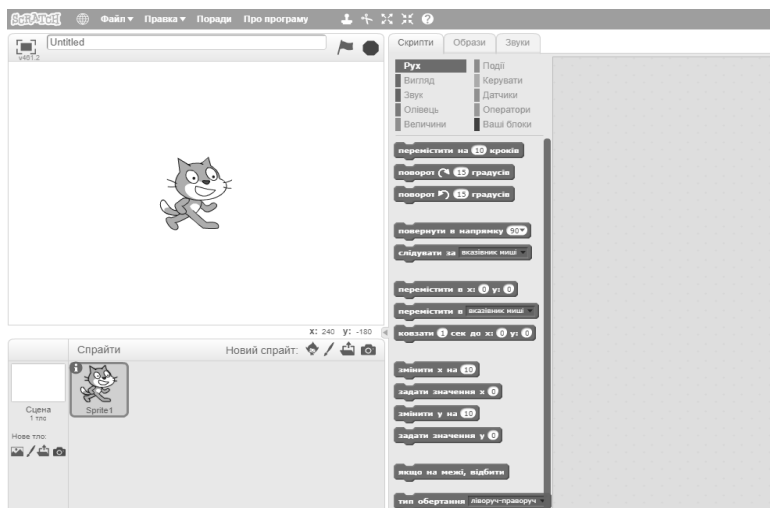 SCRATCH Файл Правка Поради Про програму
Untitled
v461.2
x: 240 y: -180
Спрайти Новий спрайт:
Сцена
1 тло
Sprite1
Нове тло:
Скрипти Образи Звуки
Рух Події
Вигляд Керувати
Звук Датчики
Олівець Оператори
Величини Ваші блоки
перемістити на 10 кроків
поворот 15 градусів
поворот 15 градусів
повернути в напрямку 90
слідувати за вказівник миші
перемістити в x: 0 y: 0
перемістити в вказівник миші
ковзати 1 сек до x: 0 y: 0
змінити x на 10
задати значення x 0
змінити y на 10
задати значення y 0
якщо на межі, відбити
тип обертання ліворуч-праворуч